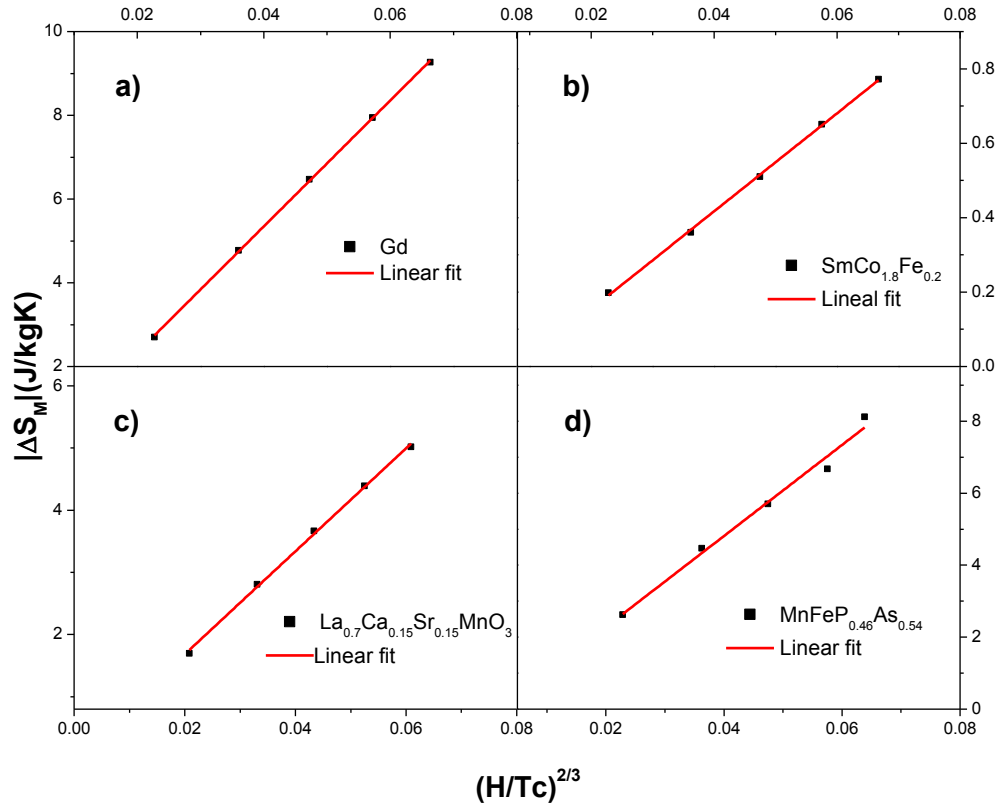 0.02 0.04 0.06 0.08 0.02 0.04 0.06 0.08
10
8
6
4
2
a)
Gd
Linear fit
b)
SmCo1.8Fe0.2
Lineal fit
0.8
0.6
0.4
0.2
0.0
|ΔSM|(J/kgK)
6
4
2
c)
La0.7Ca0.15Sr0.15MnO3
Linear fit
d)
MnFeP0.46As0.54
Linear fit
8
6
4
2
0
0.00 0.02 0.04 0.06 0.08 0.02 0.04 0.06 0.08
(H/Tc)2/3